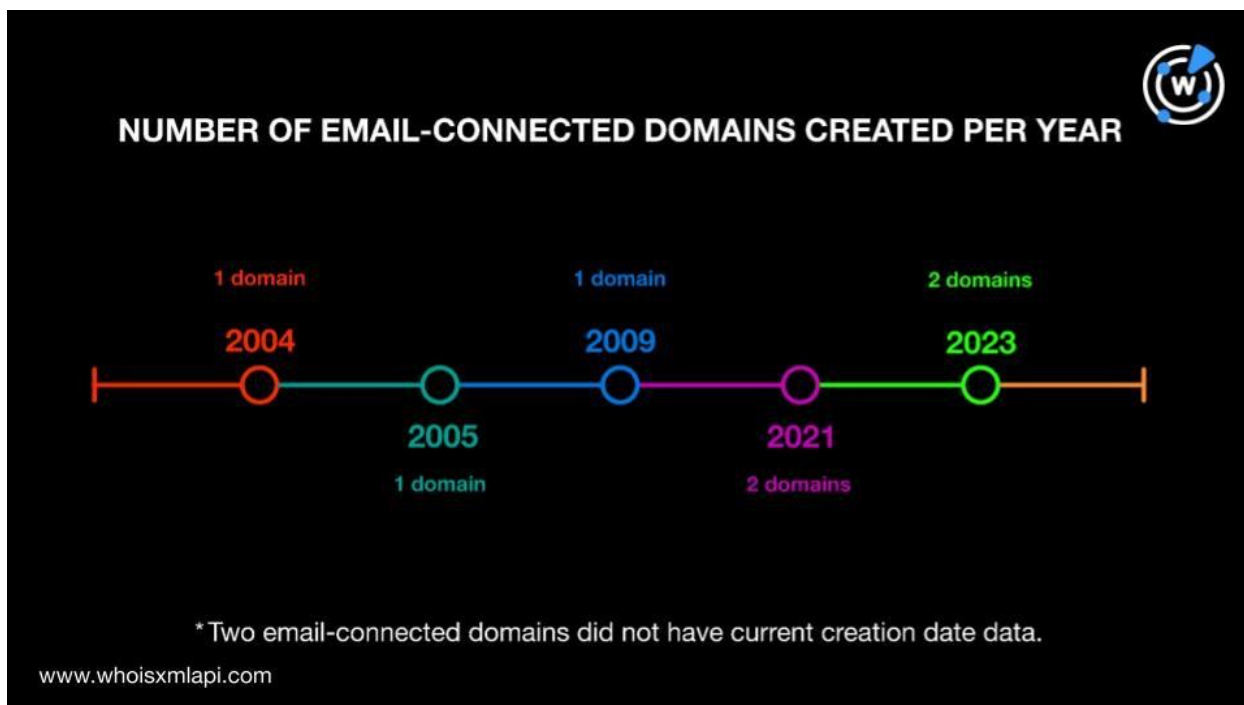 W
NUMBER OF EMAIL-CONNECTED DOMAINS CREATED PER YEAR
1 domain
2004
2005
1 domain
1 domain
2009
2021
2 domains
2 domains
2023
* Two email-connected domains did not have current creation date data.
www.whoisxmlapi.com